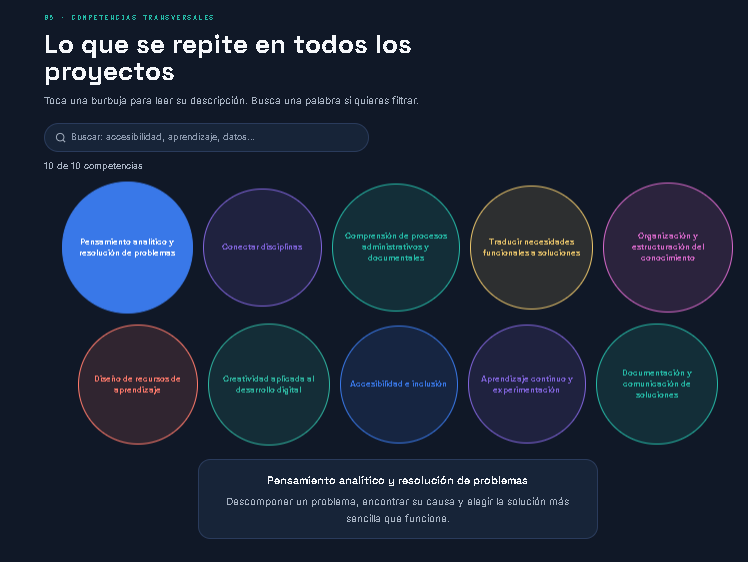 05 · COMPETENCIAS TRANSVERSALES
Lo que se repite en todos los
proyectos
Toca una burbuja para leer su descripción. Busca una palabra si quieres filtrar.
Buscar: accesibilidad, aprendizaje, datos...
10 de 10 competencias
Pensamiento analítico y
resolución de problemas
Conectar disciplinas
Comprensión de procesos
administrativos y
documentales
Traducir necesidades
funcionales a soluciones
Organización y
estructuración del
conocimiento
Diseño de recursos de
aprendizaje
Creatividad aplicada al
desarrollo digital
Accesibilidad e inclusión
Aprendizaje continuo y
experimentación
Documentación y
comunicación de
soluciones
Pensamiento analítico y resolución de problemas
Descomponer un problema, encontrar su causa y elegir la solución más
sencilla que funcione.